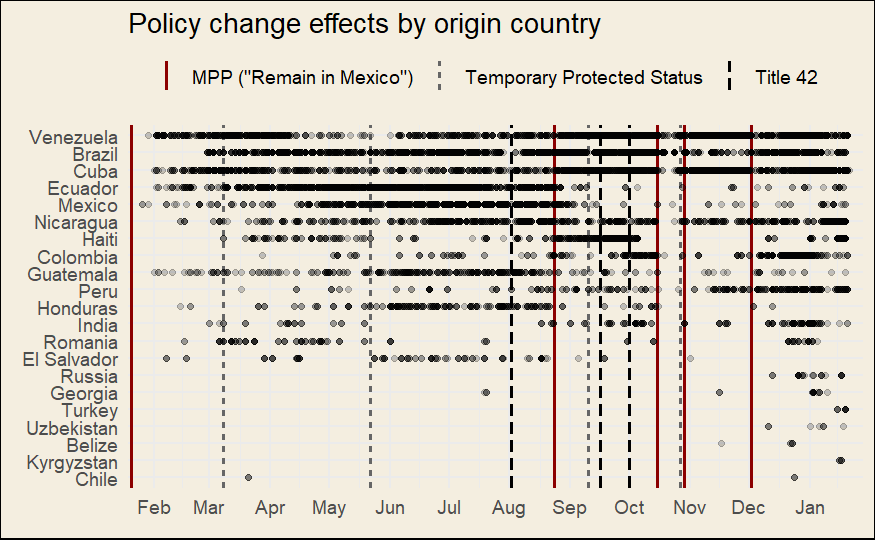 Policy change effects by origin country
MPP ("Remain in Mexico") Temporary Protected Status Title 42
Venezuela
Brazil
Cuba
Ecuador
Mexico
Nicaragua
Haiti
Colombia
Guatemala
Peru
Honduras
India
Romania
El Salvador
Russia
Georgia
Turkey
Uzbekistan
Belize
Kyrgyzstan
Chile
Feb Mar Apr May Jun Jul Aug Sep Oct Nov Dec Jan